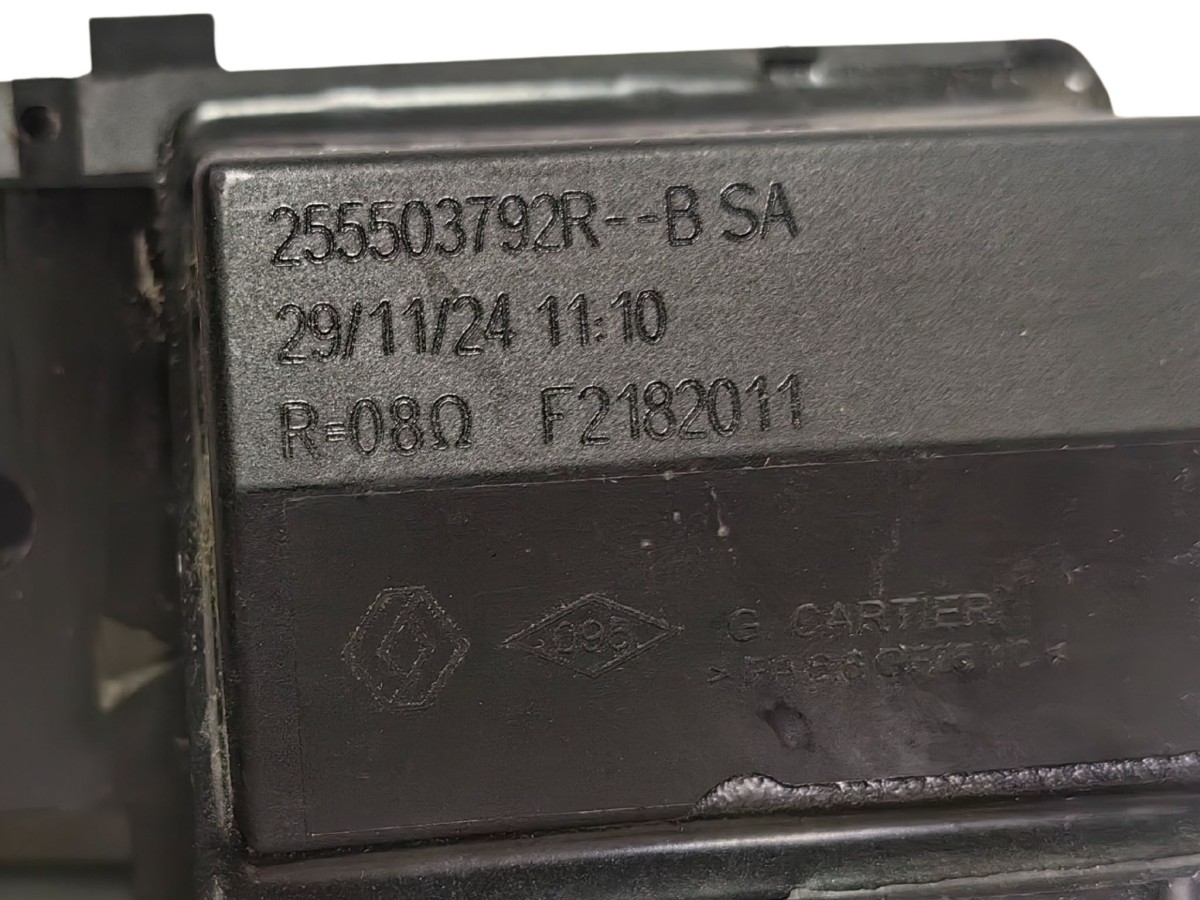 255503792R--B SA
29/11/24 11:10
R=08Ω F2182011
G CARTIER